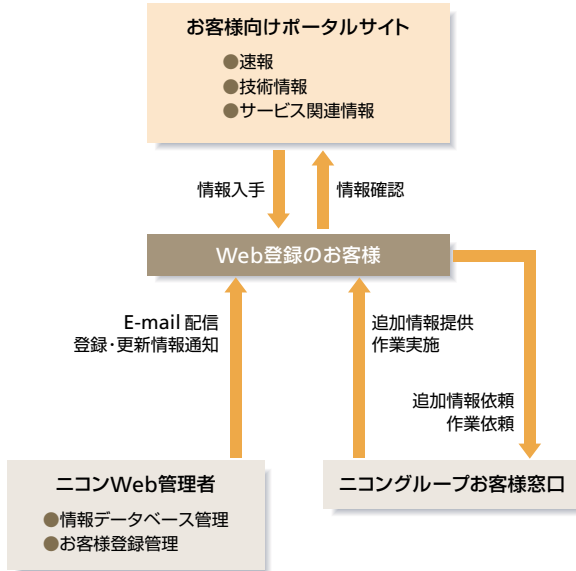 お客様向けポータルサイト
●速報
●技術情報
●サービス関連情報
情報入手
情報確認
Web登録のお客様
E-mail 配信
登録・更新情報通知
追加情報提供
作業実施
追加情報依頼
作業依頼
ニコンWeb管理者
●情報データベース管理
●お客様登録管理
ニコングループお客様窓口